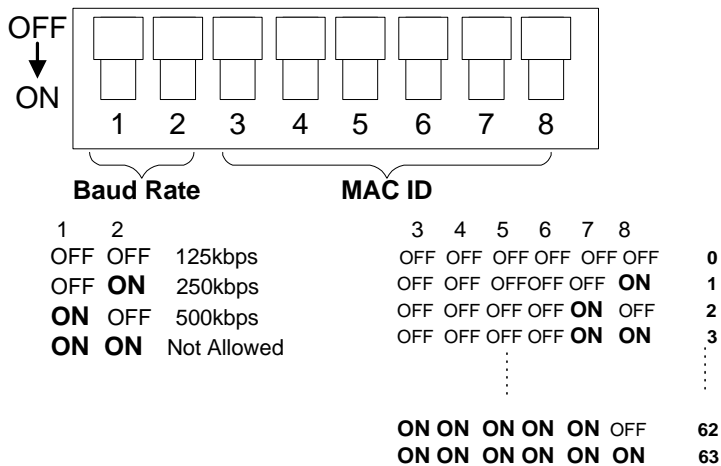 OFF
ON
1 2 3 4 5 6 7 8
Baud Rate MAC ID
1 2
OFF OFF 125kbps
OFF ON 250kbps
ON OFF 500kbps
ON ON Not Allowed
3 4 5 6 7 8
OFF OFF OFF OFF OFF OFF 0
OFF OFF OFFOFF OFF ON 1
OFF OFF OFF OFF ON OFF 2
OFF OFF OFF OFF ON ON 3
ON ON ON ON ON OFF 62
ON ON ON ON ON ON 63